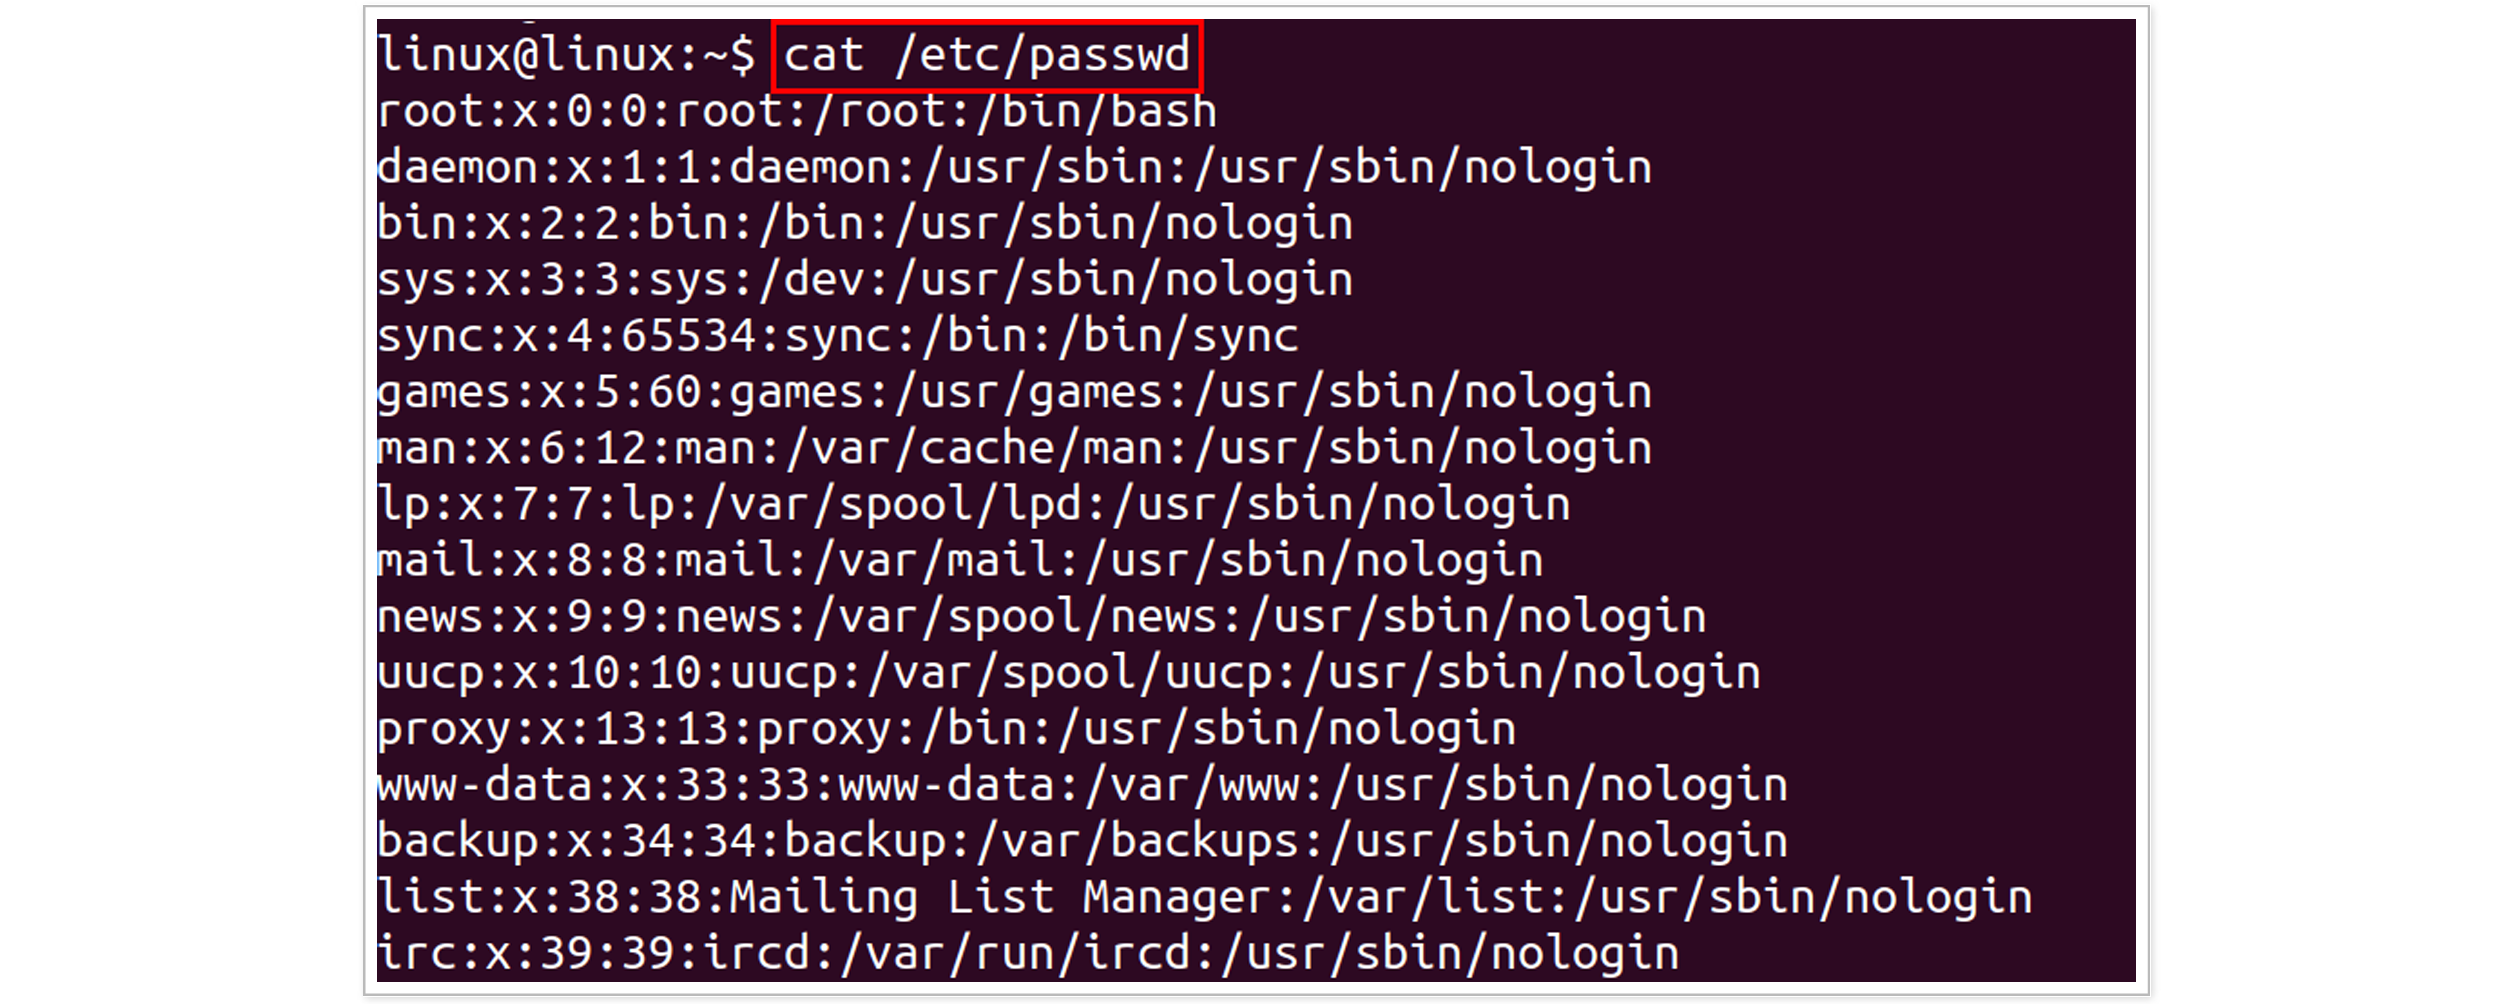 linux@linux:~$ cat /etc/passwd
root:x:0:0:root:/root:/bin/bash
daemon:x:1:1:daemon:/usr/sbin:/usr/sbin/nologin
bin:x:2:2:bin:/bin:/usr/sbin/nologin
sys:x:3:3:sys:/dev:/usr/sbin/nologin
sync:x:4:65534:sync:/bin:/bin/sync
games:x:5:60:games:/usr/games:/usr/sbin/nologin
man:x:6:12:man:/var/cache/man:/usr/sbin/nologin
lp:x:7:7:lp:/var/spool/lpd:/usr/sbin/nologin
mail:x:8:8:mail:/var/mail:/usr/sbin/nologin
news:x:9:9:news:/var/spool/news:/usr/sbin/nologin
uucp:x:10:10:uucp:/var/spool/uucp:/usr/sbin/nologin
proxy:x:13:13:proxy:/bin:/usr/sbin/nologin
www-data:x:33:33:www-data:/var/www:/usr/sbin/nologin
backup:x:34:34:backup:/var/backups:/usr/sbin/nologin
list:x:38:38:Mailing List Manager:/var/list:/usr/sbin/nologin
irc:x:39:39:ircd:/var/run/ircd:/usr/sbin/nologin